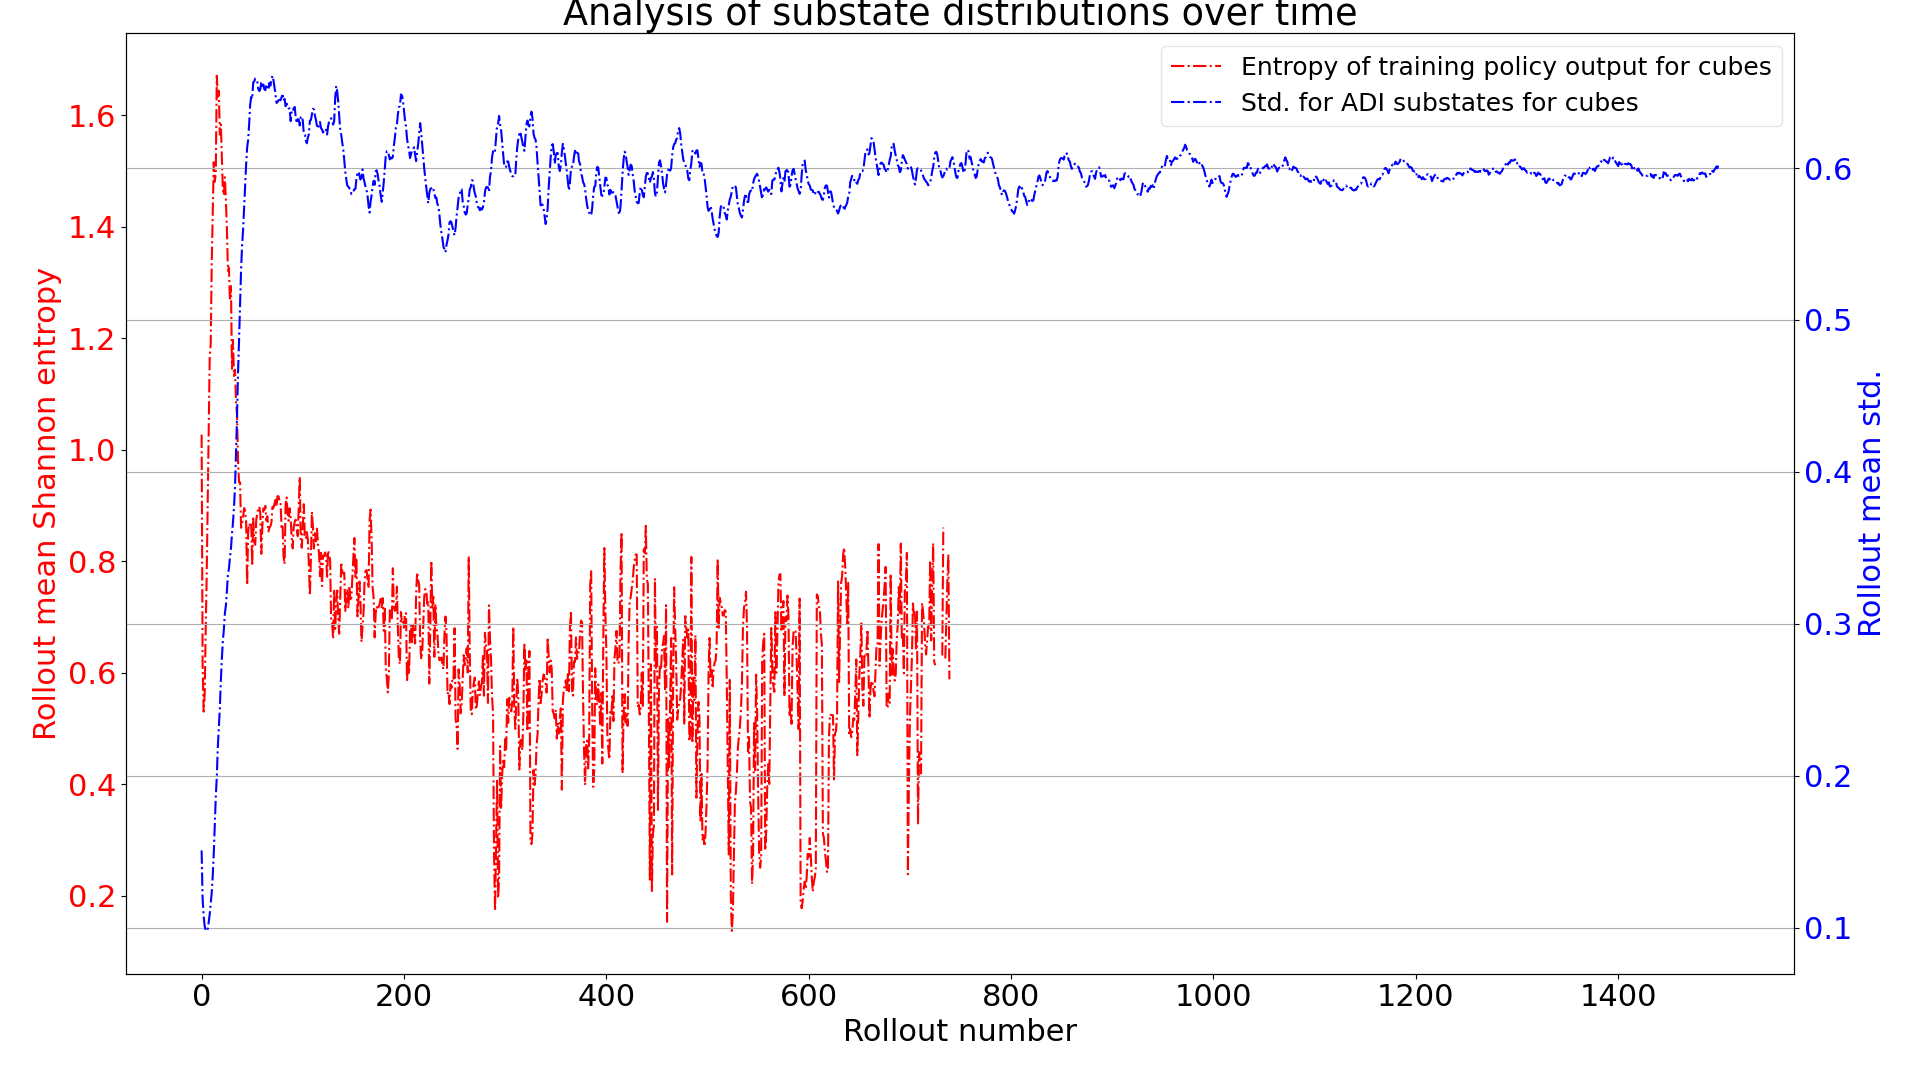 Analysis of substate distributions over time
Entropy of training policy output for cubes
Std. for ADI substates for cubes
Rollout mean Shannon entropy
1.6
1.4
1.2
1.0
0.8
0.6
0.4
0.2
0.6
0.5
0.4
0.3
0.2
0.1
Rollout mean std.
0 200 400 600 800 1000 1200 1400
Rollout number